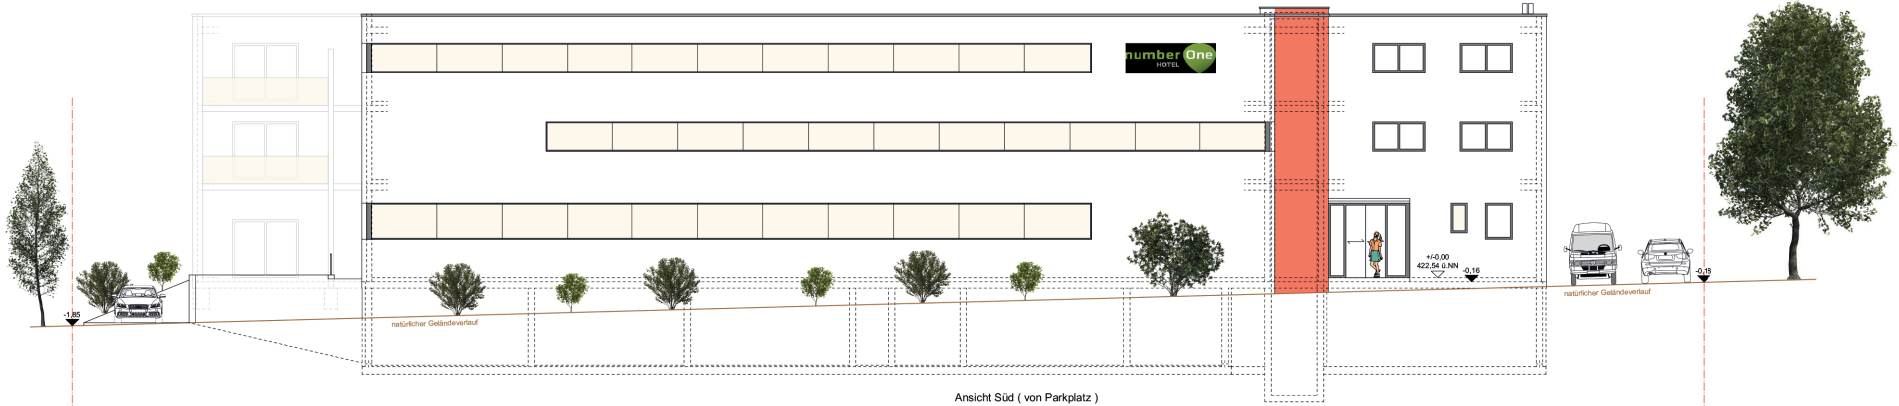 number One
HOTEL
+/-0,00
422,54 ü.NN
-0,16
-0,18
natürlicher Geländeverlauf
-1,85
natürlicher Geländeverlauf
Ansicht Süd ( von Parkplatz )